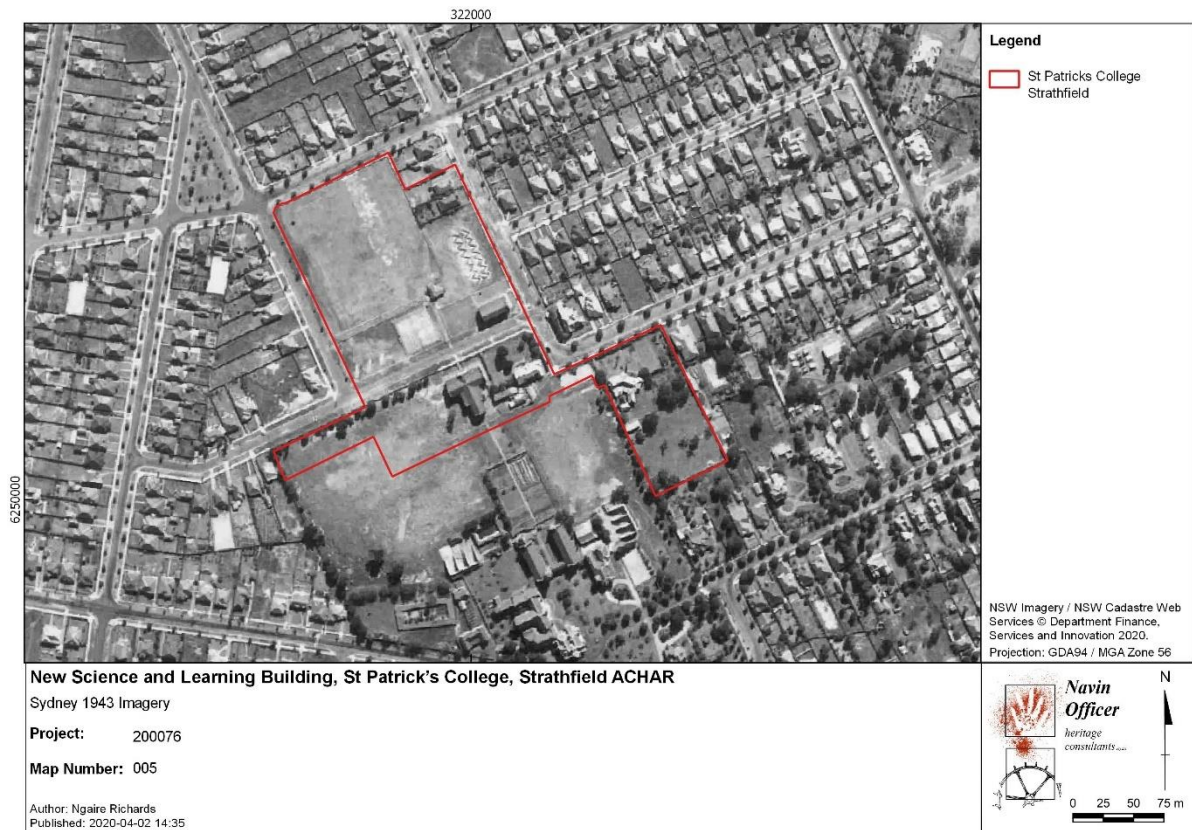 322000
6250000
Legend
St Patricks College
Strathfield
NSW Imagery / NSW Cadastre Web
Services © Department Finance,
Services and Innovation 2020.
Projection: GDA94 / MGA Zone 56
New Science and Learning Building, St Patrick's College, Strathfield ACHAR
Sydney 1943 Imagery
Project: 200076
Map Number: 005
Author: Ngaire Richards
Published: 2020-04-02 14:35
Navin
Officer
heritage
consultants
N
0 25 50 75 m